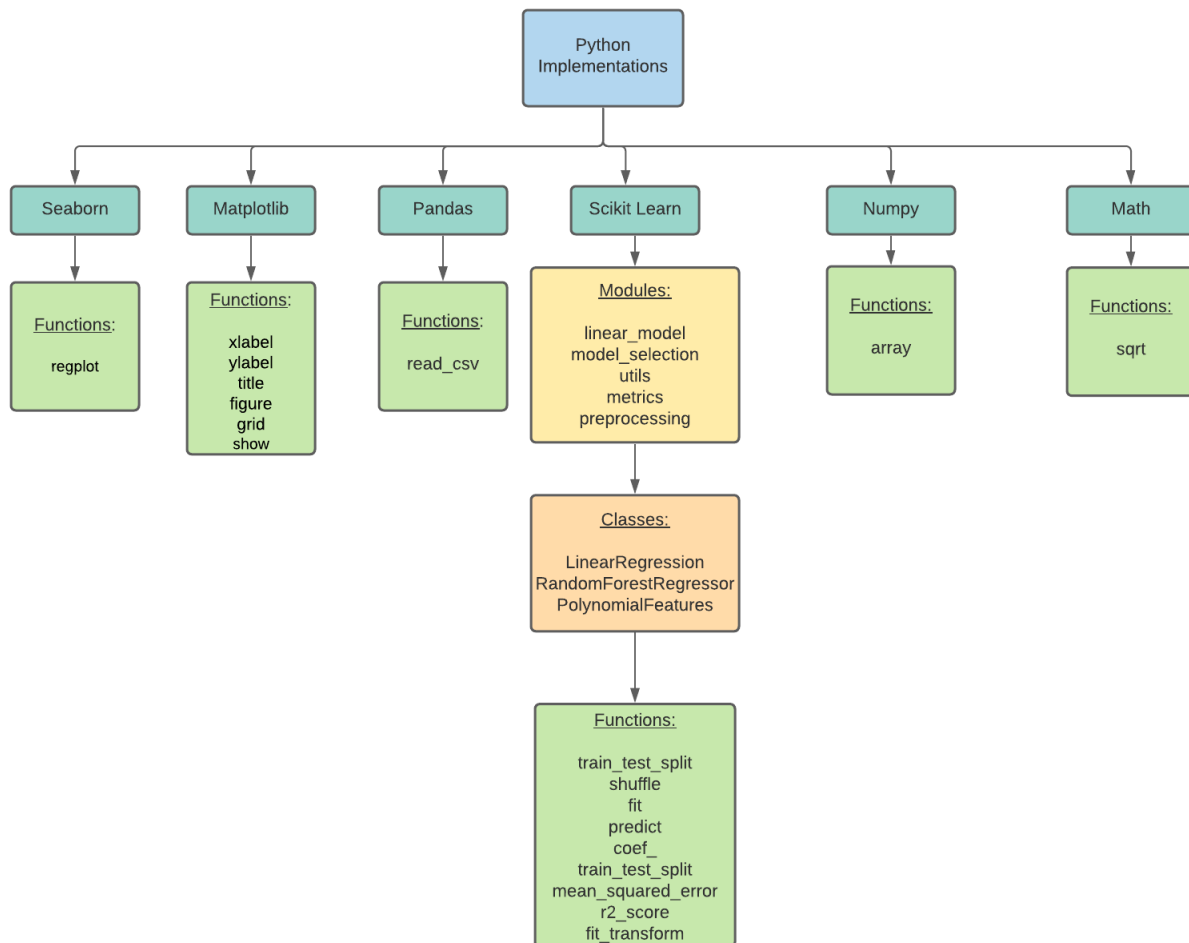 Python
Implementations
Seaborn
Matplotlib
Pandas
Scikit Learn
Numpy
Math
Functions:
regplot
Functions:
xlabel
ylabel
title
figure
grid
show
Functions:
read_csv
Modules:
linear_model
model_selection
utils
metrics
preprocessing
Functions:
array
Functions:
sqrt
Classes:
LinearRegression
RandomForestRegressor
PolynomialFeatures
Functions:
train_test_split
shuffle
fit
predict
coef_
train_test_split
mean_squared_error
r2_score
fit_transform